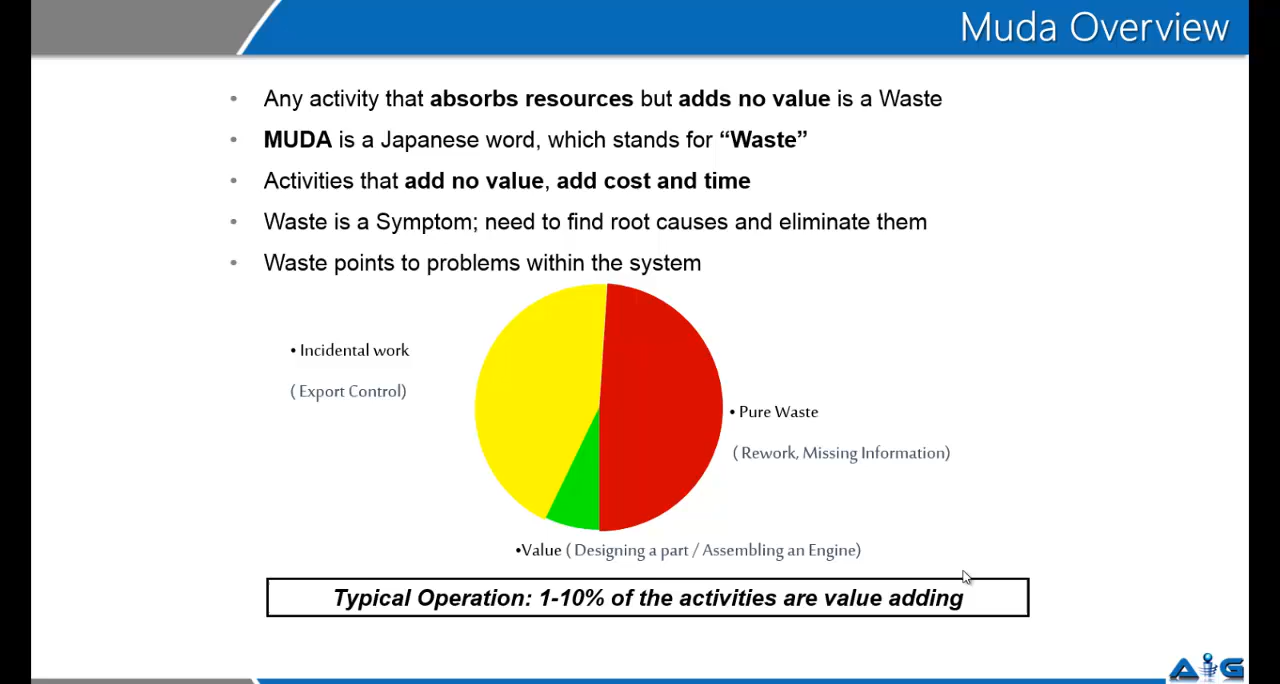 Muda Overview
• Any activity that absorbs resources but adds no value is a Waste
• MUDA is a Japanese word, which stands for “Waste”
• Activities that add no value, add cost and time
• Waste is a Symptom; need to find root causes and eliminate them
• Waste points to problems within the system
• Incidental work
( Export Control)
• Pure Waste
( Rework, Missing Information)
•Value ( Designing a part / Assembling an Engine)
Typical Operation: 1-10% of the activities are value adding
AiG